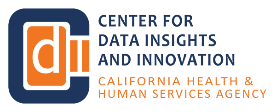 CENTER FOR
DATA INSIGHTS
AND INNOVATION
CALIFORNIA HEALTH &
HUMAN SERVICES AGENCY